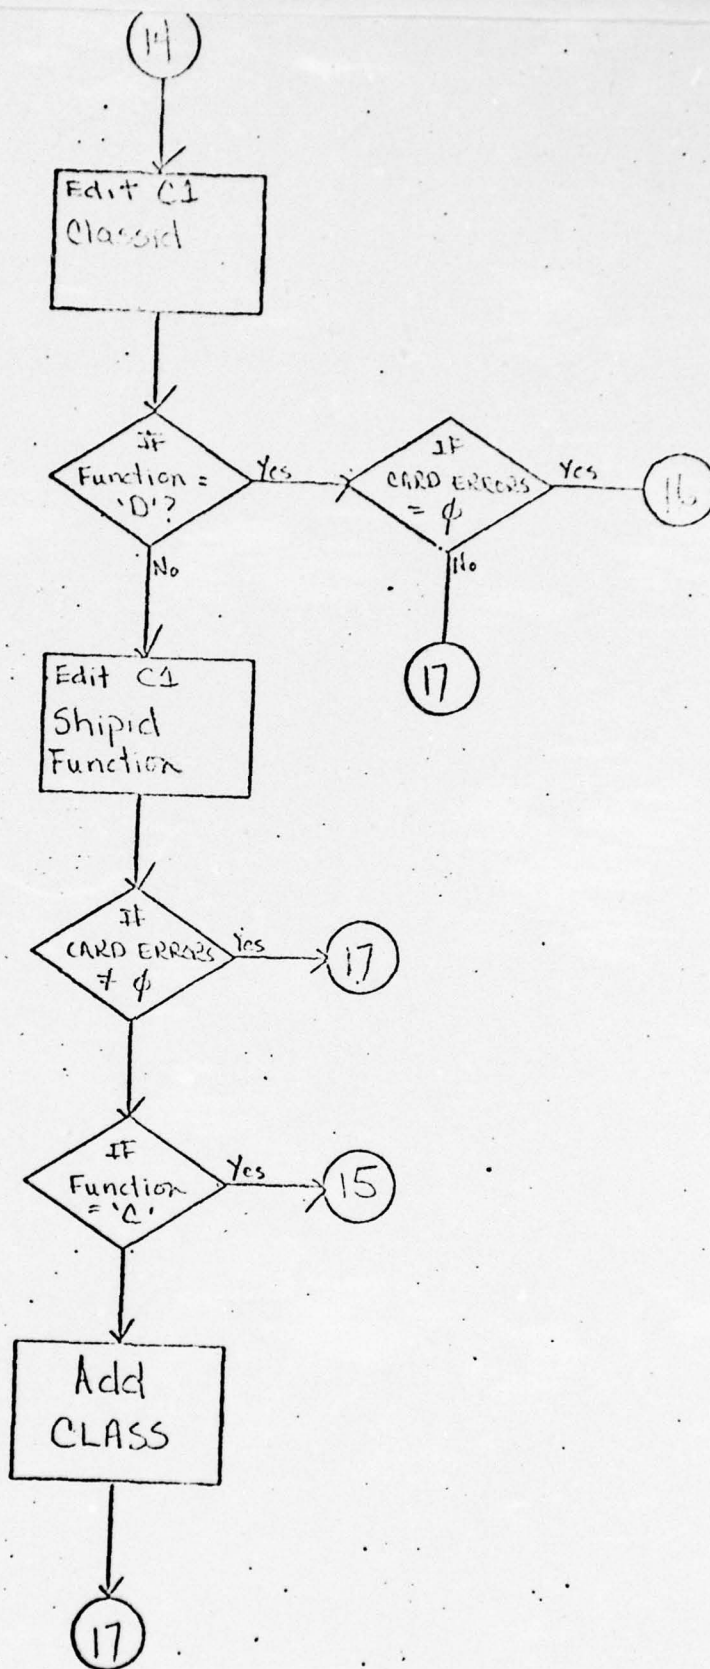 14
Edit C1
Classid
IF
Function =
'D'?
Yes
IF
CARD ERRORS
= ϕ
Yes
16
No
No
17
Edit C1
Shipid
Function
IF
CARD ERRORS
≠ ϕ
Yes
17
IF
Function
= 'C'
Yes
15
Add
CLASS
17